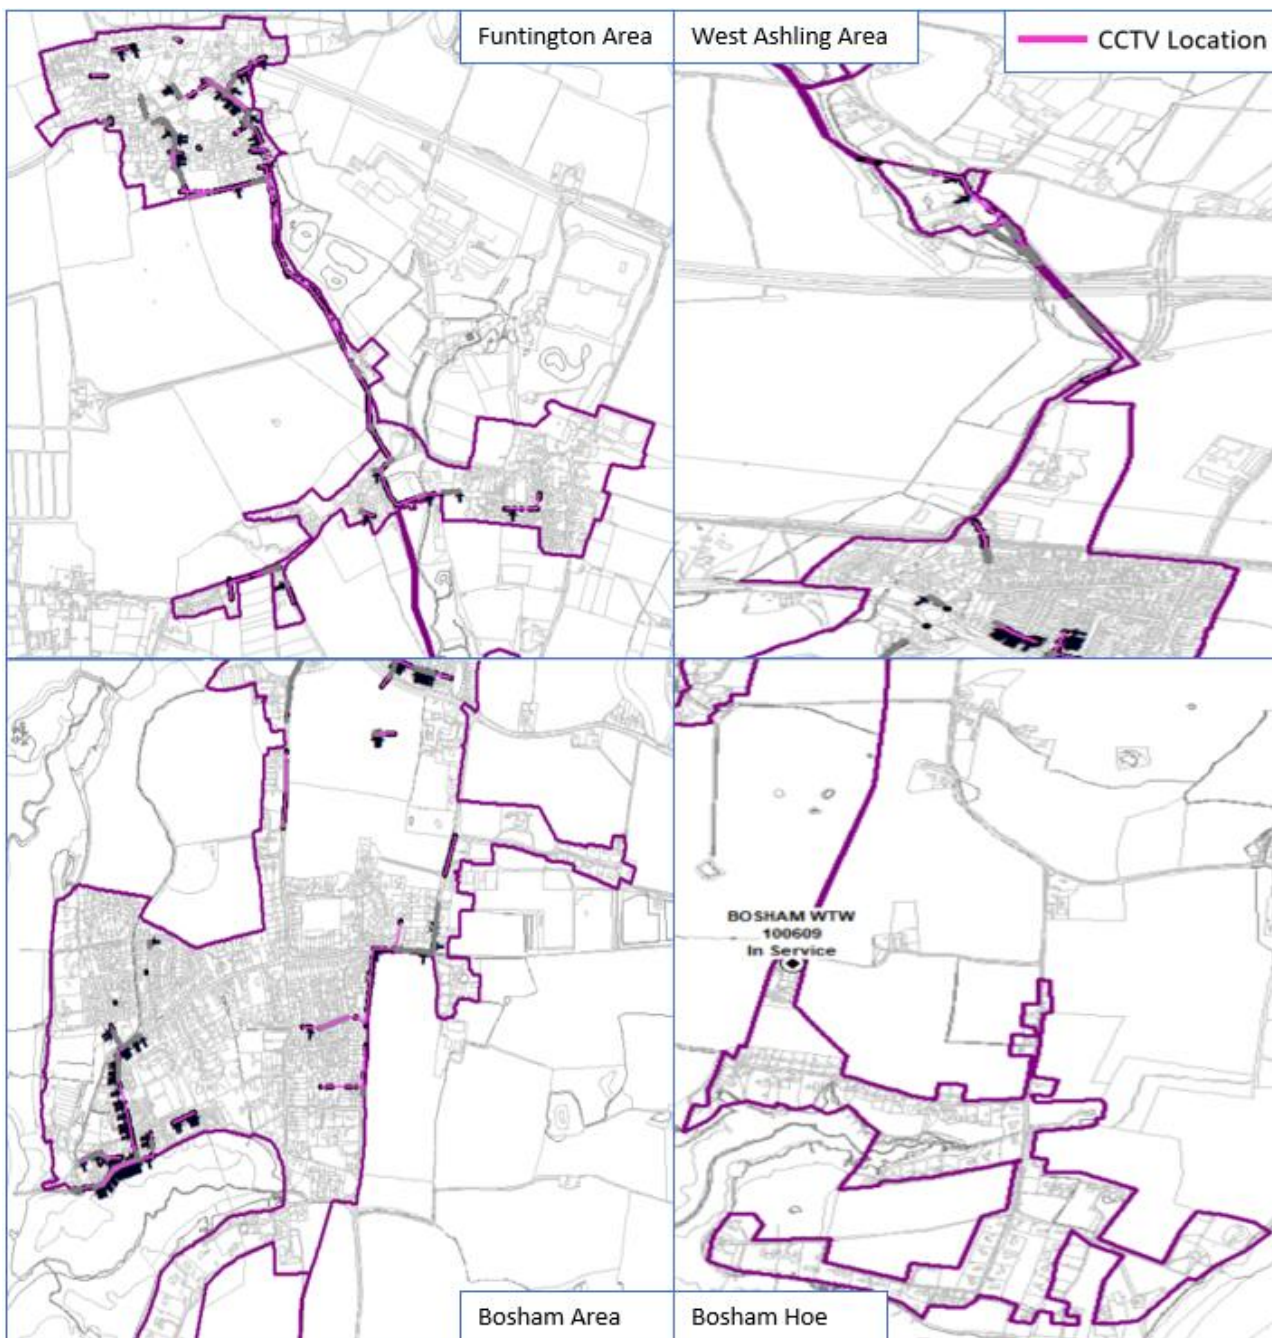 Funtington Area
West Ashling Area
CCTV Location
BOSHAM WTW
100609
In Service
Bosham Area
Bosham Hoe